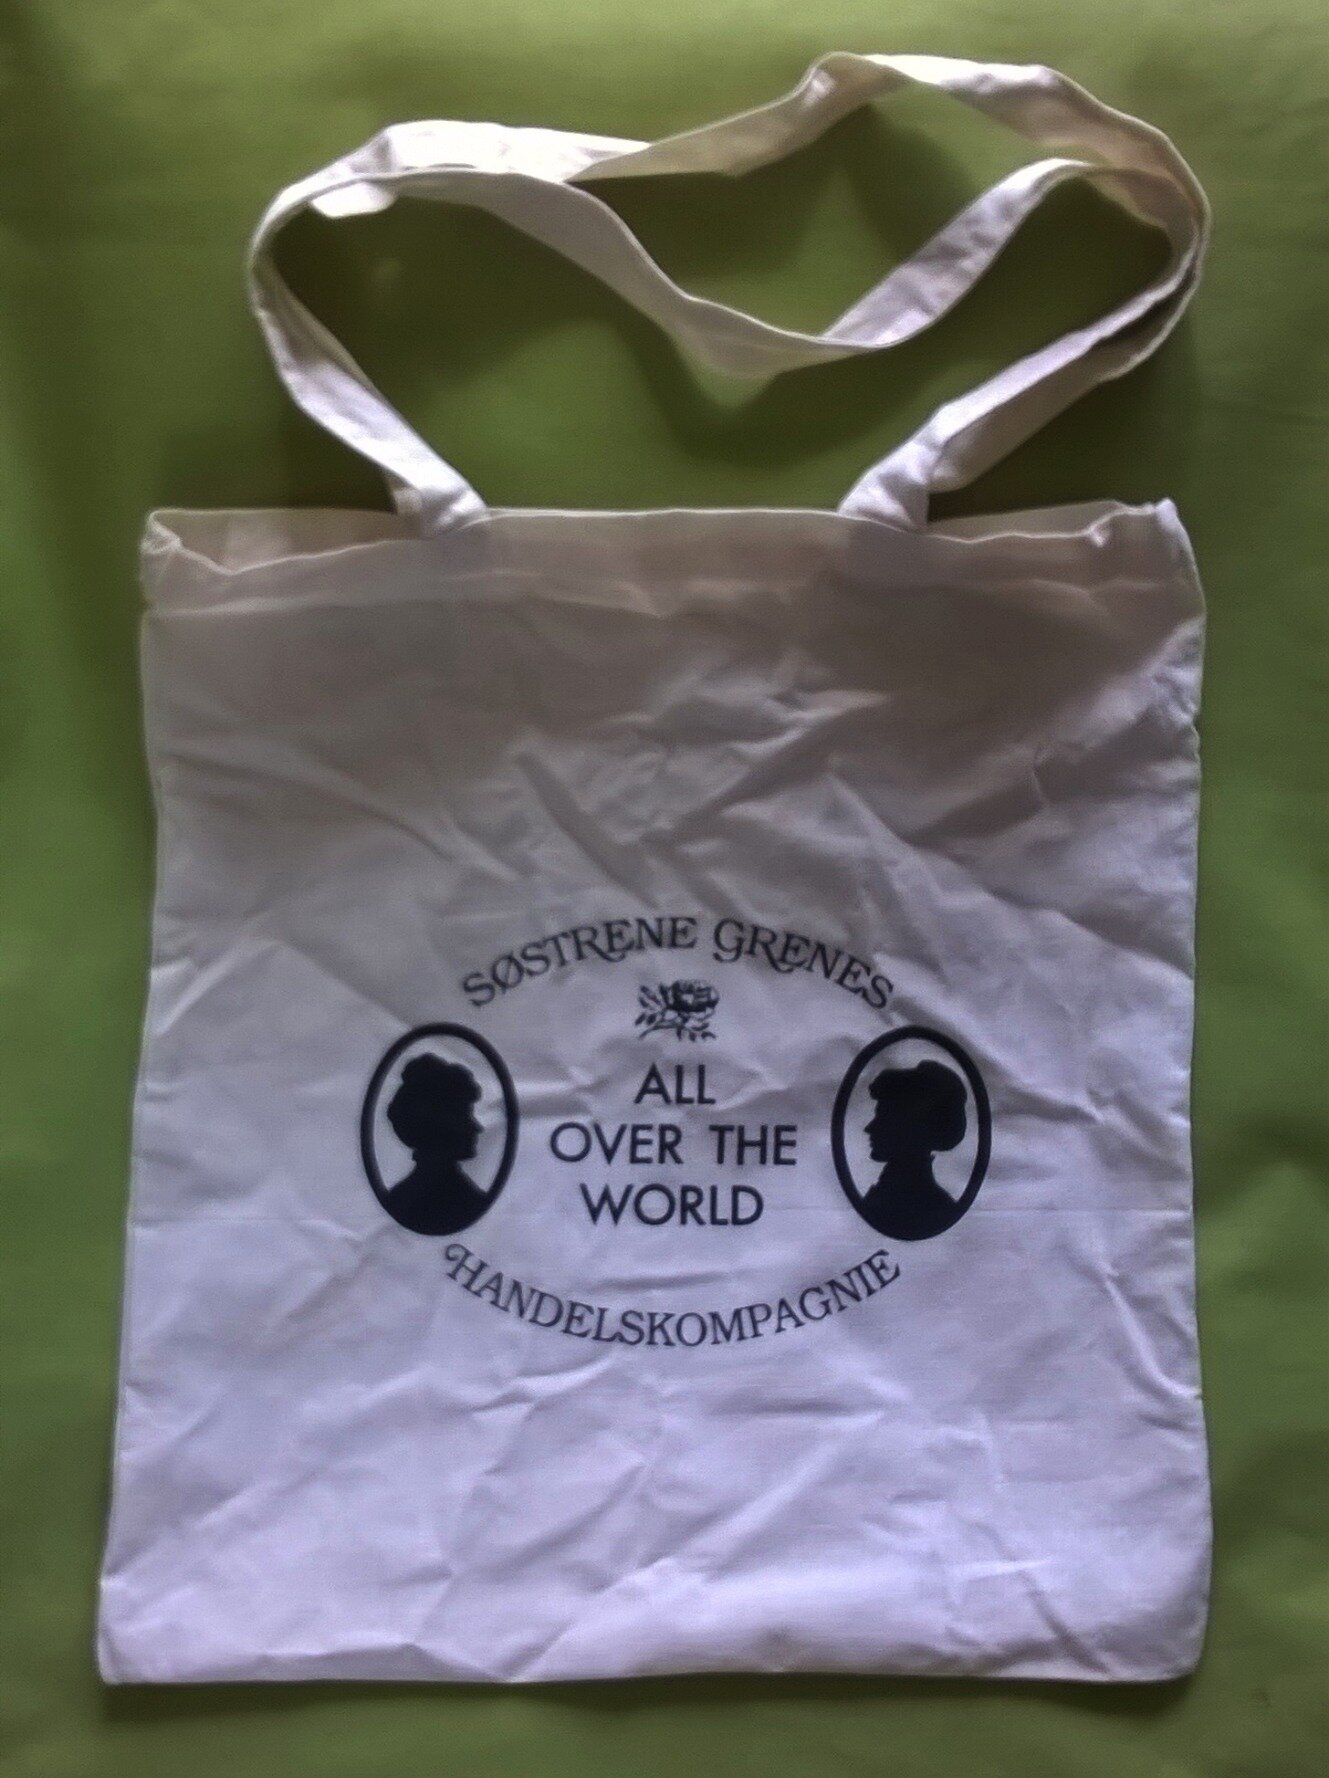 SØSTRENE GRENES
ALL
OVER THE
WORLD
HANDELSKOMPAGNIE